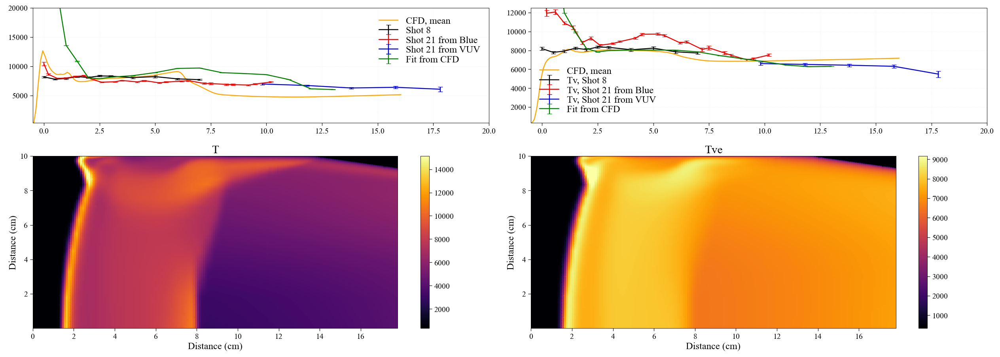 20000
15000
10000
5000
0.0 2.5 5.0 7.5 10.0 12.5 15.0 17.5 20.0
CFD, mean
Shot 8
Shot 21 from Blue
Shot 21 from VUV
Fit from CFD
12000
10000
8000
6000
4000
2000
0.0 2.5 5.0 7.5 10.0 12.5 15.0 17.5 20.0
CFD, mean
Tv, Shot 8
Tv, Shot 21 from Blue
Tv, Shot 21 from VUV
Fit from CFD
T
Distance (cm)
10
8
6
4
2
0 2 4 6 8 10 12 14 16
Distance (cm)
14000
12000
10000
8000
6000
4000
2000
Tve
Distance (cm)
10
8
6
4
2
0 2 4 6 8 10 12 14 16
Distance (cm)
9000
8000
7000
6000
5000
4000
3000
2000
1000